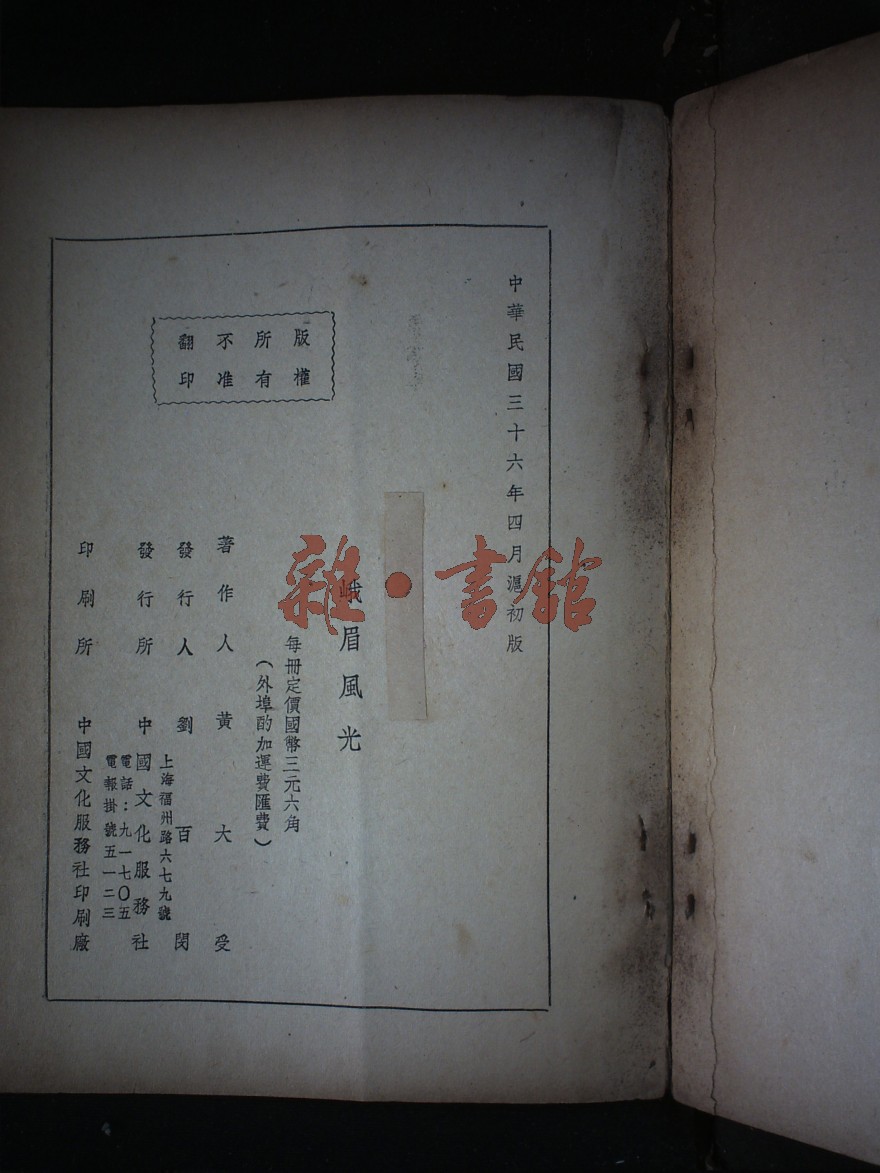 中華民國三十六年四月滬初版
峨眉風光
每冊定價國幣三元六角
（外埠酌加運費匯費）
版權
所有
不准
翻印
著作人 黃大受
發行人 劉百閔
上海福州路六七九號
發行所 中國文化服務社
電話：九一七〇五
電報掛號五一二三
印刷所 中國文化服務社印刷廠
雜·書館